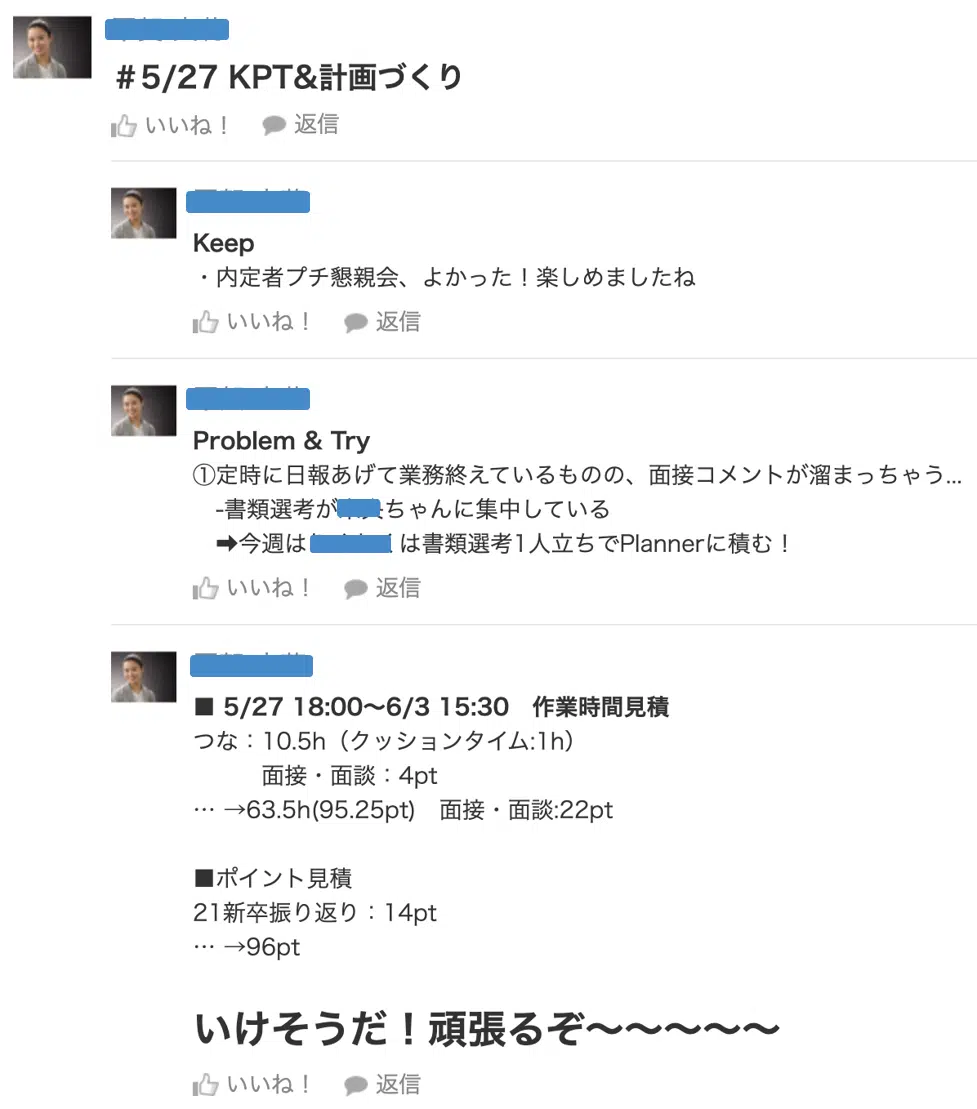 ＃5/27 KPT&計画づくり
いいね！ 返信
Keep
・内定者プチ懇親会、よかった！楽しめましたね
いいね！ 返信
Problem & Try
①定時に日報あげて業務終えているものの、面接コメントが溜まっちゃう...
-書類選考が ちゃんに集中している
➡今週は は書類選考1人立ちでPlannerに積む！
いいね！ 返信
■ 5/27 18:00〜6/3 15:30　作業時間見積
つな：10.5h（クッションタイム:1h）
面接・面談：4pt
… →63.5h(95.25pt)　面接・面談:22pt
■ポイント見積
21新卒振り返り：14pt
… →96pt
いけそうだ！頑張るぞ〜〜〜〜〜
いいね！ 返信